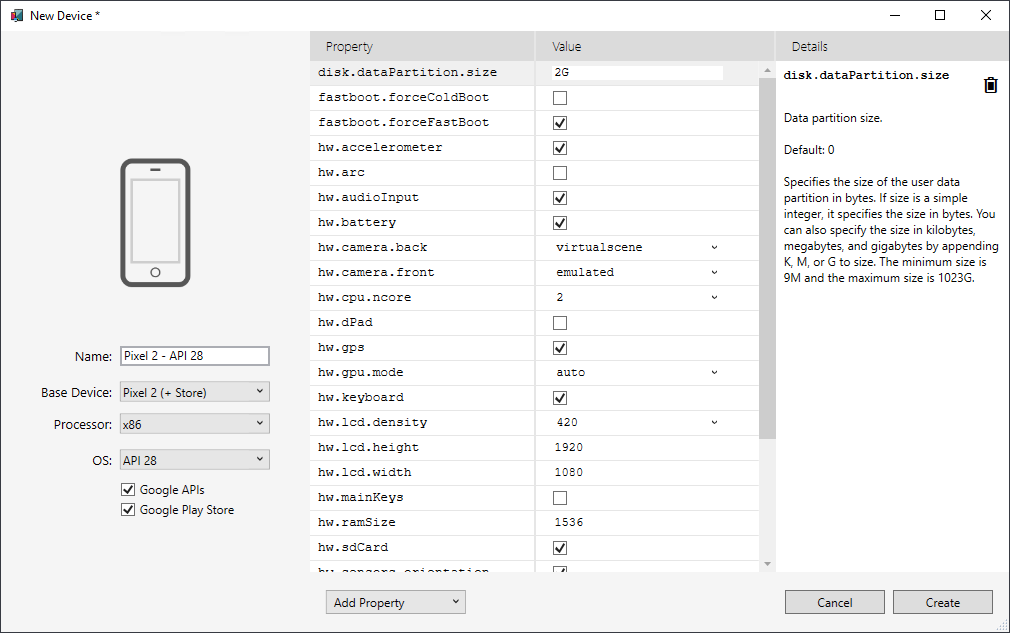 New Device *
Property Value Details
disk.dataPartition.size 2G
fastboot.forceColdBoot
fastboot.forceFastBoot
hw.accelerometer
hw.arc
hw.audioInput
hw.battery
hw.camera.back virtualscene
hw.camera.front emulated
hw.cpu.ncore 2
hw.dPad
hw.gps
hw.gpu.mode auto
hw.keyboard
hw.lcd.density 420
hw.lcd.height 1920
hw.lcd.width 1080
hw.mainKeys
hw.ramSize 1536
hw.sdCard
hw.sensors.orientation
disk.dataPartition.size
Data partition size.
Default: 0
Specifies the size of the user data
partition in bytes. If size is a simple
integer, it specifies the size in bytes. You
can also specify the size in kilobytes,
megabytes, and gigabytes by appending
K, M, or G to size. The minimum size is
9M and the maximum size is 1023G.
Name: Pixel 2 - API 28
Base Device: Pixel 2 (+ Store)
Processor: x86
OS: API 28
Google APIs
Google Play Store
Add Property
Cancel
Create